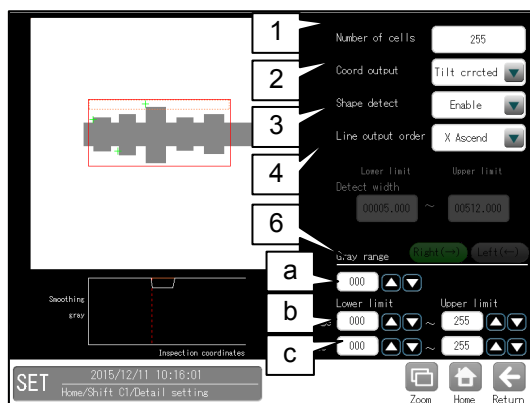 1
Number of cells 255
2
Coord output Tilt crrcted
3
Shape detect Enable
Line output order X Ascend
4
Lower limit Upper limit
Detect width
00005.000 ~ 00512.000
6
Gray range Right(→) Left(←)
a
000
Lower limit Upper limit
b
000 ~ 255
c
000 ~ 255
Smoothing
gray
Inspection coordinates
SET
2015/12/11 10:16:01
Home/Shift C1/Detail setting
Zoom Home Return